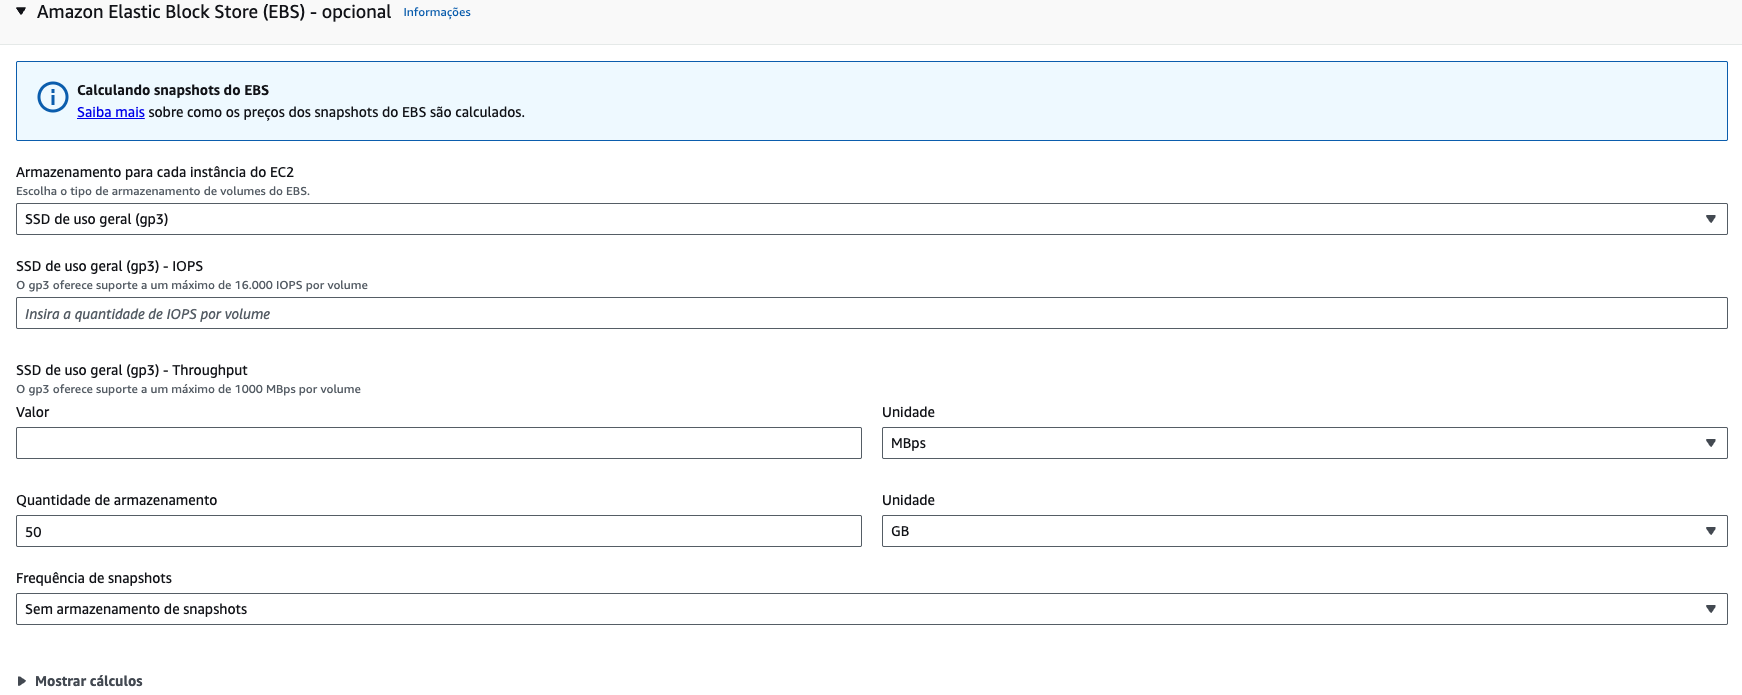 Amazon Elastic Block Store (EBS) - opcional Informações
Calculando snapshots do EBS
Saiba mais sobre como os preços dos snapshots do EBS são calculados.
Armazenamento para cada instância do EC2
Escolha o tipo de armazenamento de volumes do EBS.
SSD de uso geral (gp3)
SSD de uso geral (gp3) - IOPS
O gp3 oferece suporte a um máximo de 16.000 IOPS por volume
Insira a quantidade de IOPS por volume
SSD de uso geral (gp3) - Throughput
O gp3 oferece suporte a um máximo de 1000 MBps por volume
Valor Unidade
MBps
Quantidade de armazenamento Unidade
50 GB
Frequência de snapshots
Sem armazenamento de snapshots
Mostrar cálculos